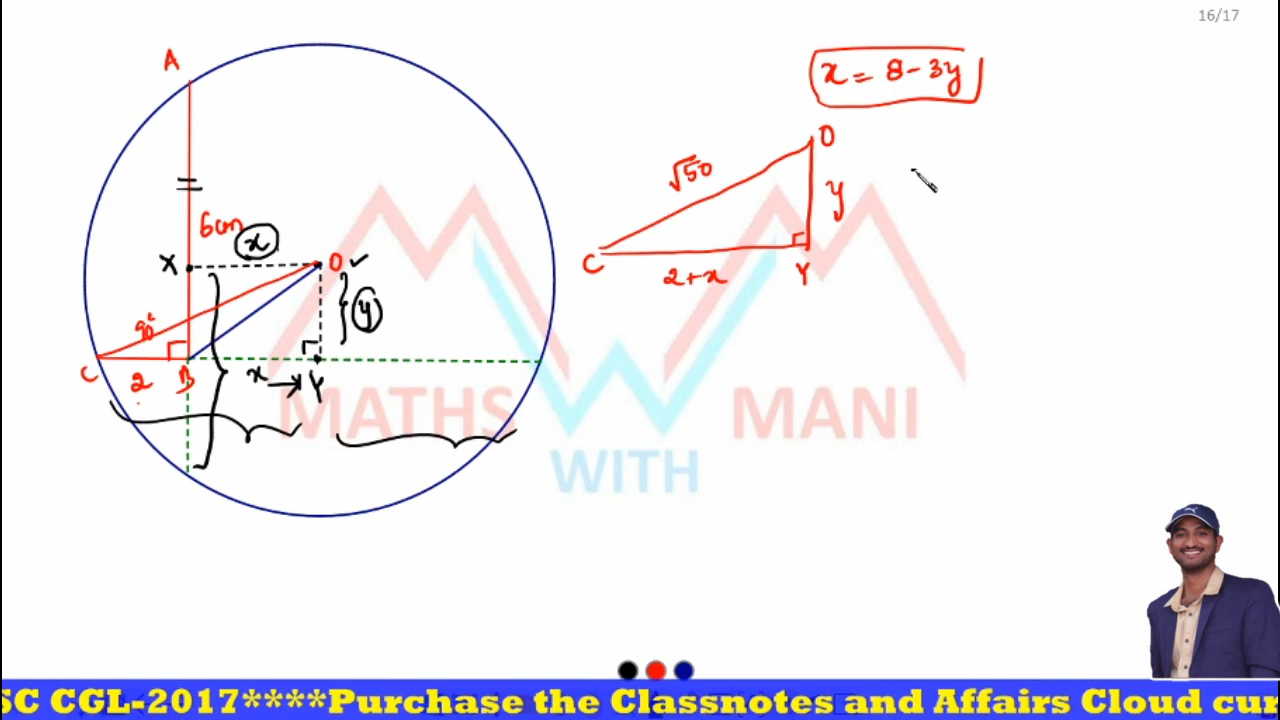 16/17
A
x = 8 - 3y
O
√50
y
6cm
x
X
O
y
C
2+x
Y
90°
C
2
B
x
Y
MATHS
WITH
MANI
SC CGL-2017****Purchase the Classnotes and Affairs Cloud cur